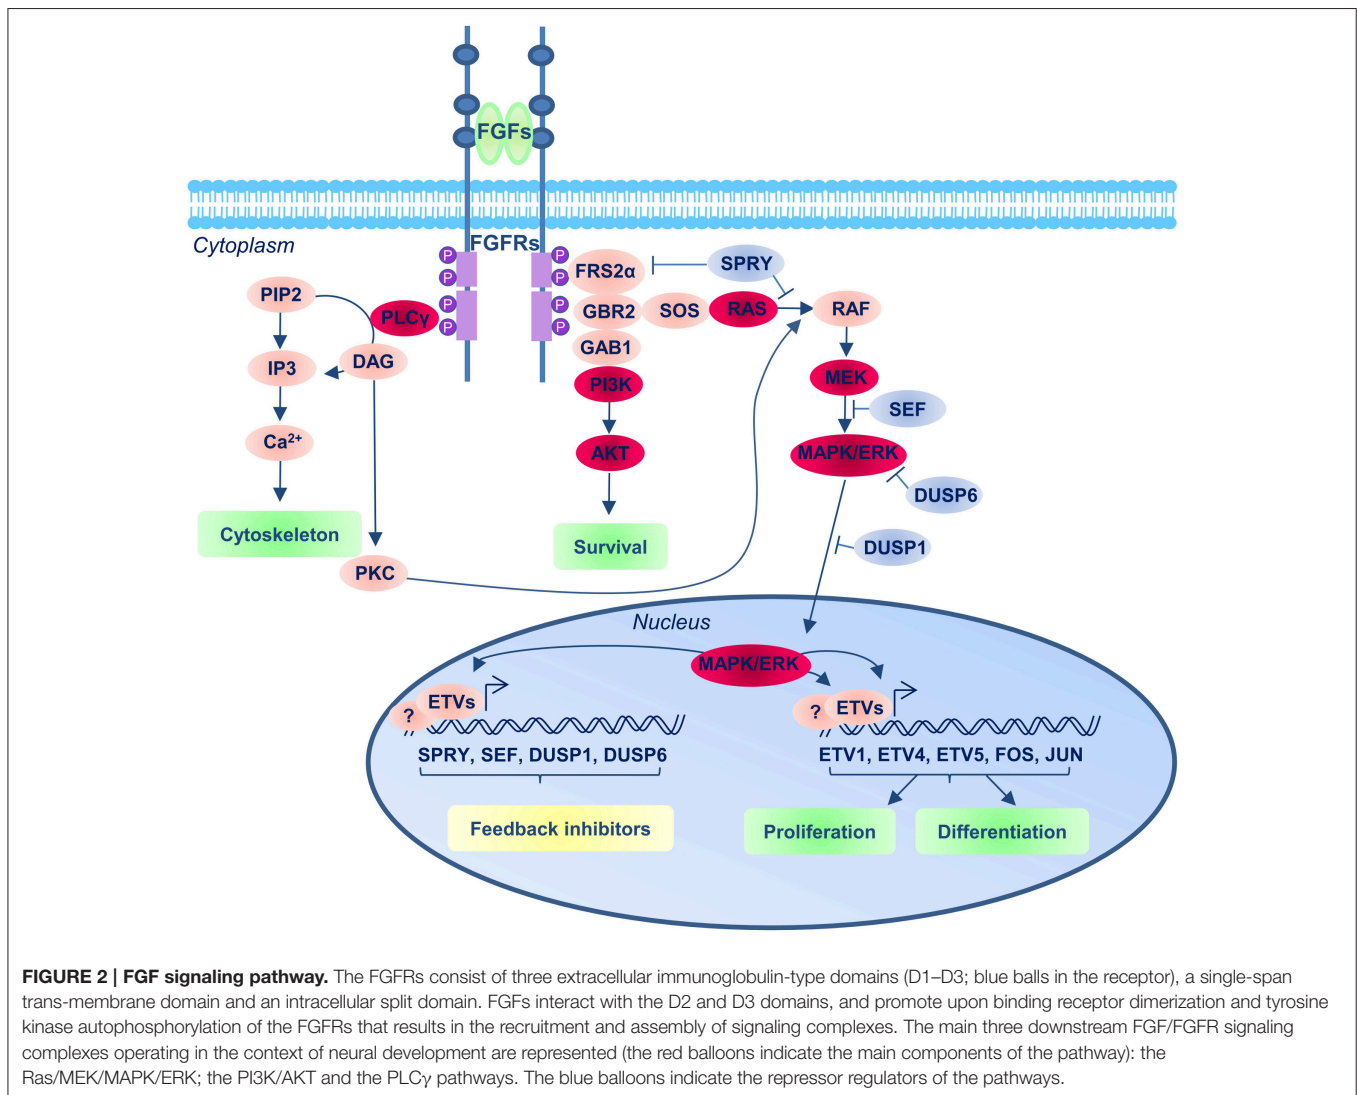 FGFs
Cytoplasm
FGFRs
P
P
P
P
P
P
P
P
FRS2α
SPRY
PIP2
PLCγ
GBR2
SOS
RAS
RAF
IP3
DAG
GAB1
PI3K
MEK
SEF
Ca²⁺
AKT
MAPK/ERK
DUSP6
Cytoskeleton
Survival
DUSP1
PKC
Nucleus
MAPK/ERK
?
ETVs
?
ETVs
SPRY, SEF, DUSP1, DUSP6
ETV1, ETV4, ETV5, FOS, JUN
Feedback inhibitors
Proliferation
Differentiation
FIGURE 2 | FGF signaling pathway. The FGFRs consist of three extracellular immunoglobulin-type domains (D1–D3; blue balls in the receptor), a single-span
trans-membrane domain and an intracellular split domain. FGFs interact with the D2 and D3 domains, and promote upon binding receptor dimerization and tyrosine
kinase autophosphorylation of the FGFRs that results in the recruitment and assembly of signaling complexes. The main three downstream FGF/FGFR signaling
complexes operating in the context of neural development are represented (the red balloons indicate the main components of the pathway): the
Ras/MEK/MAPK/ERK; the PI3K/AKT and the PLCγ pathways. The blue balloons indicate the repressor regulators of the pathways.